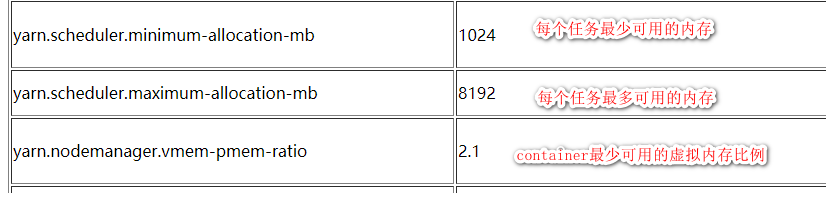 yarn.scheduler.minimum-allocation-mb 1024 每个任务最少可用的内存
yarn.scheduler.maximum-allocation-mb 8192 每个任务最多可用的内存
yarn.nodemanager.vmem-pmem-ratio 2.1 container最少可用的虚拟内存比例